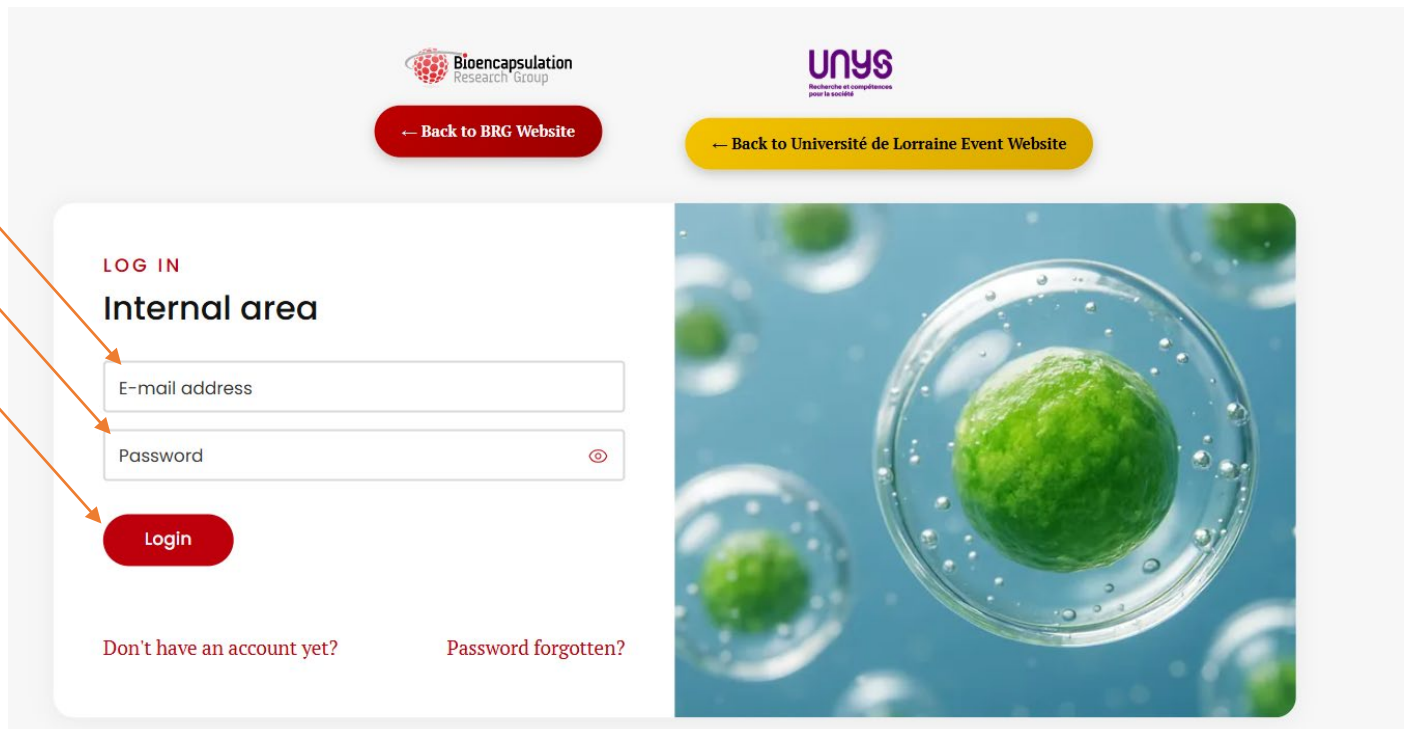 Bioencapsulation
Research Group
UNYS
Recherche et compétences
pour la société
← Back to BRG Website
← Back to Université de Lorraine Event Website
LOG IN
Internal area
E-mail address
Password
Login
Don't have an account yet?
Password forgotten?